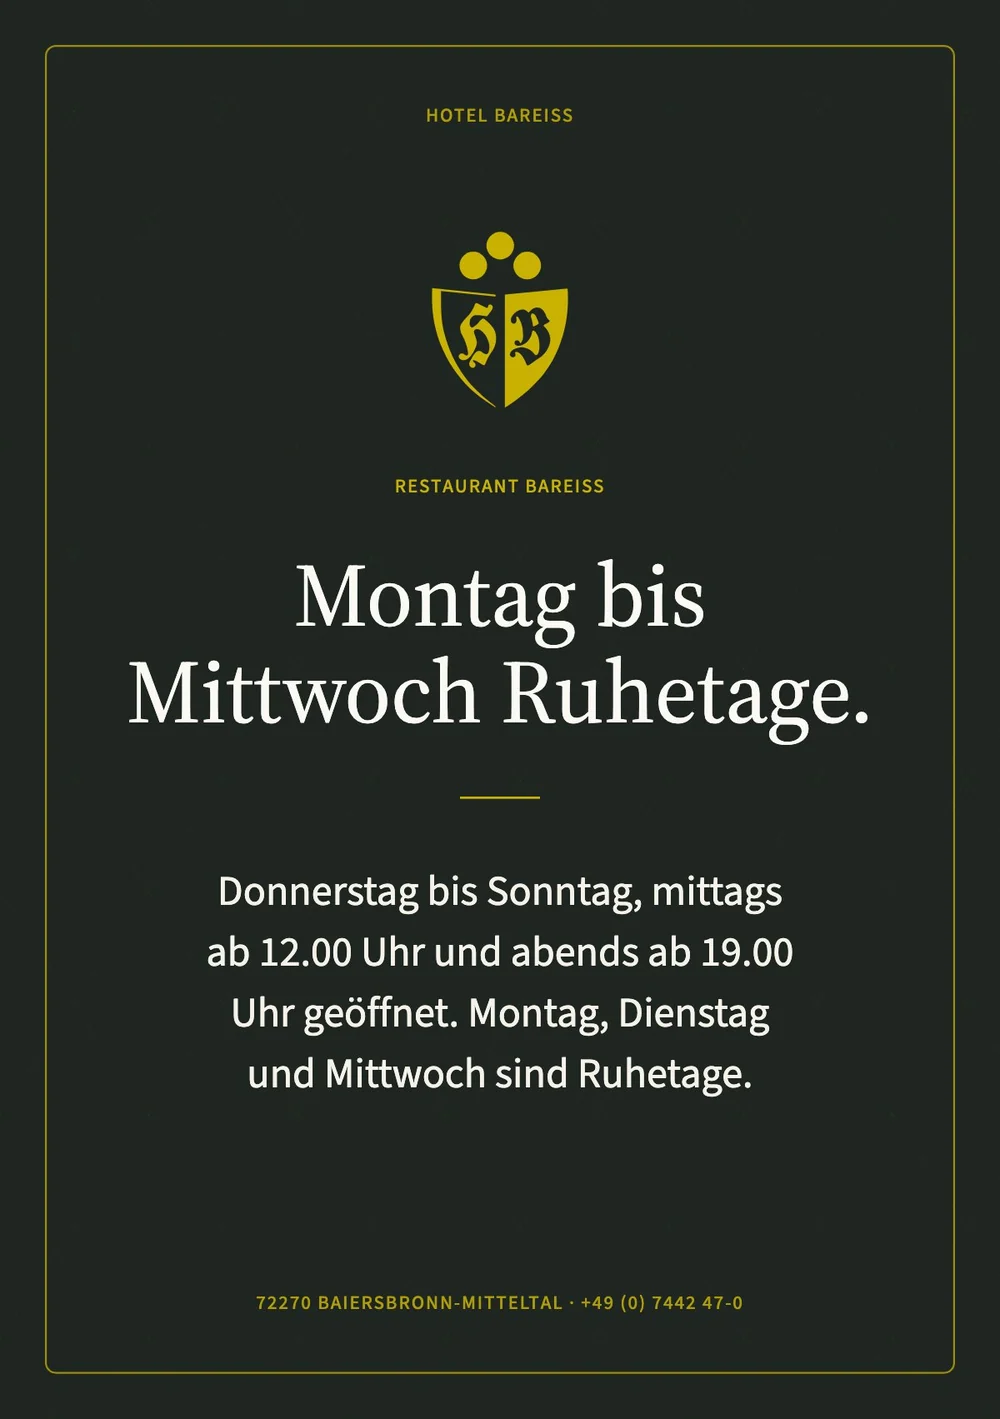 HOTEL BAREISS
H B
RESTAURANT BAREISS
Montag bis
Mittwoch Ruhetage.
Donnerstag bis Sonntag, mittags
ab 12.00 Uhr und abends ab 19.00
Uhr geöffnet. Montag, Dienstag
und Mittwoch sind Ruhetage.
72270 BAIERSBRONN-MITTELTAL · +49 (0) 7442 47-0